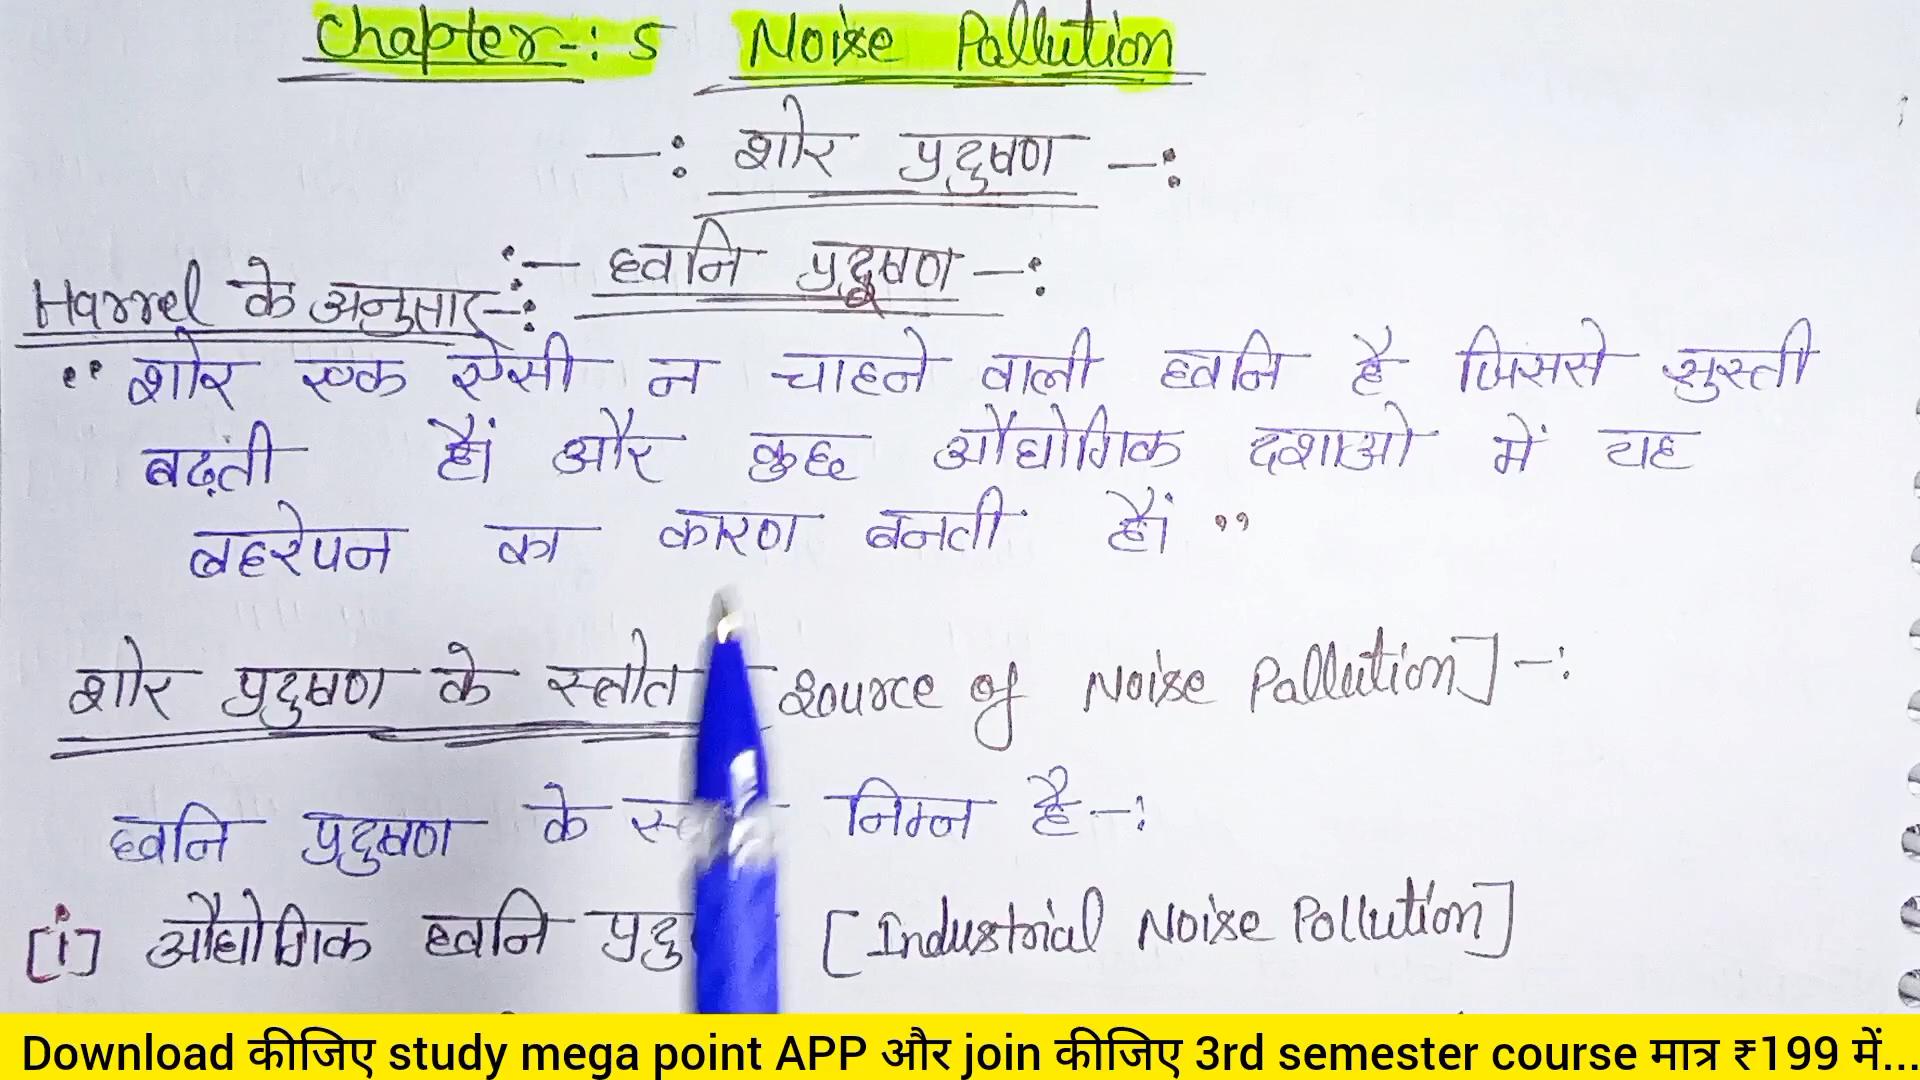 Chapter-: 5 Noise Pallution
-: शोर प्रदुषण -:
:- ध्वनि प्रदूषण -:
Harrel के अनुसार-:
" शोर एक ऐसी न चाहने वाली ध्वनि है जिससे सुस्ती
बढ़ती हैं। और कुछ औद्योगिक दशाओ में यह
बहरेपन का कारण बनती हैं। "
शोर प्रदुषण के स्त्रोत Source of Noise Pallution] -:
ध्वनि प्रदुषण के निम्न है-:
[i] औद्योगिक ध्वनि [Industrial Noise Pollution]
Download कीजिए study mega point APP और join कीजिए 3rd semester course मात्र ₹199 में...